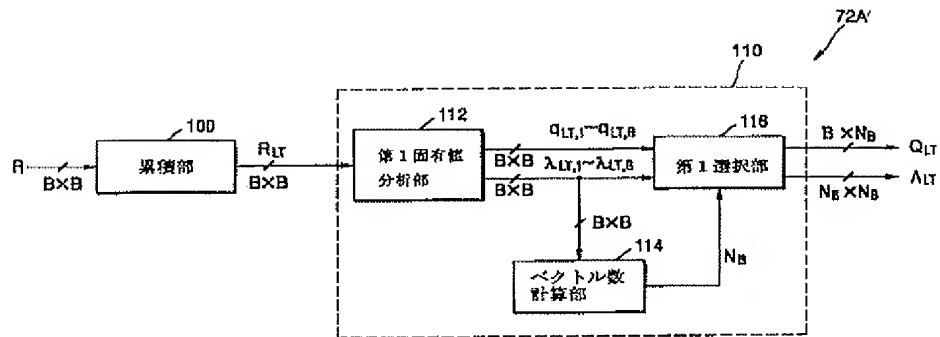 72A'
110
112
116
100
R
B×B
累積部
R_LT
B×B
第1固有値
分析部
q_LT,1~q_LT,B
B×B
λ_LT,1~λ_LT,B
B×B
第1選択部
B×N_B
Q_LT
N_B×N_B
Λ_LT
B×B
114
N_B
ベクトル数
計算部